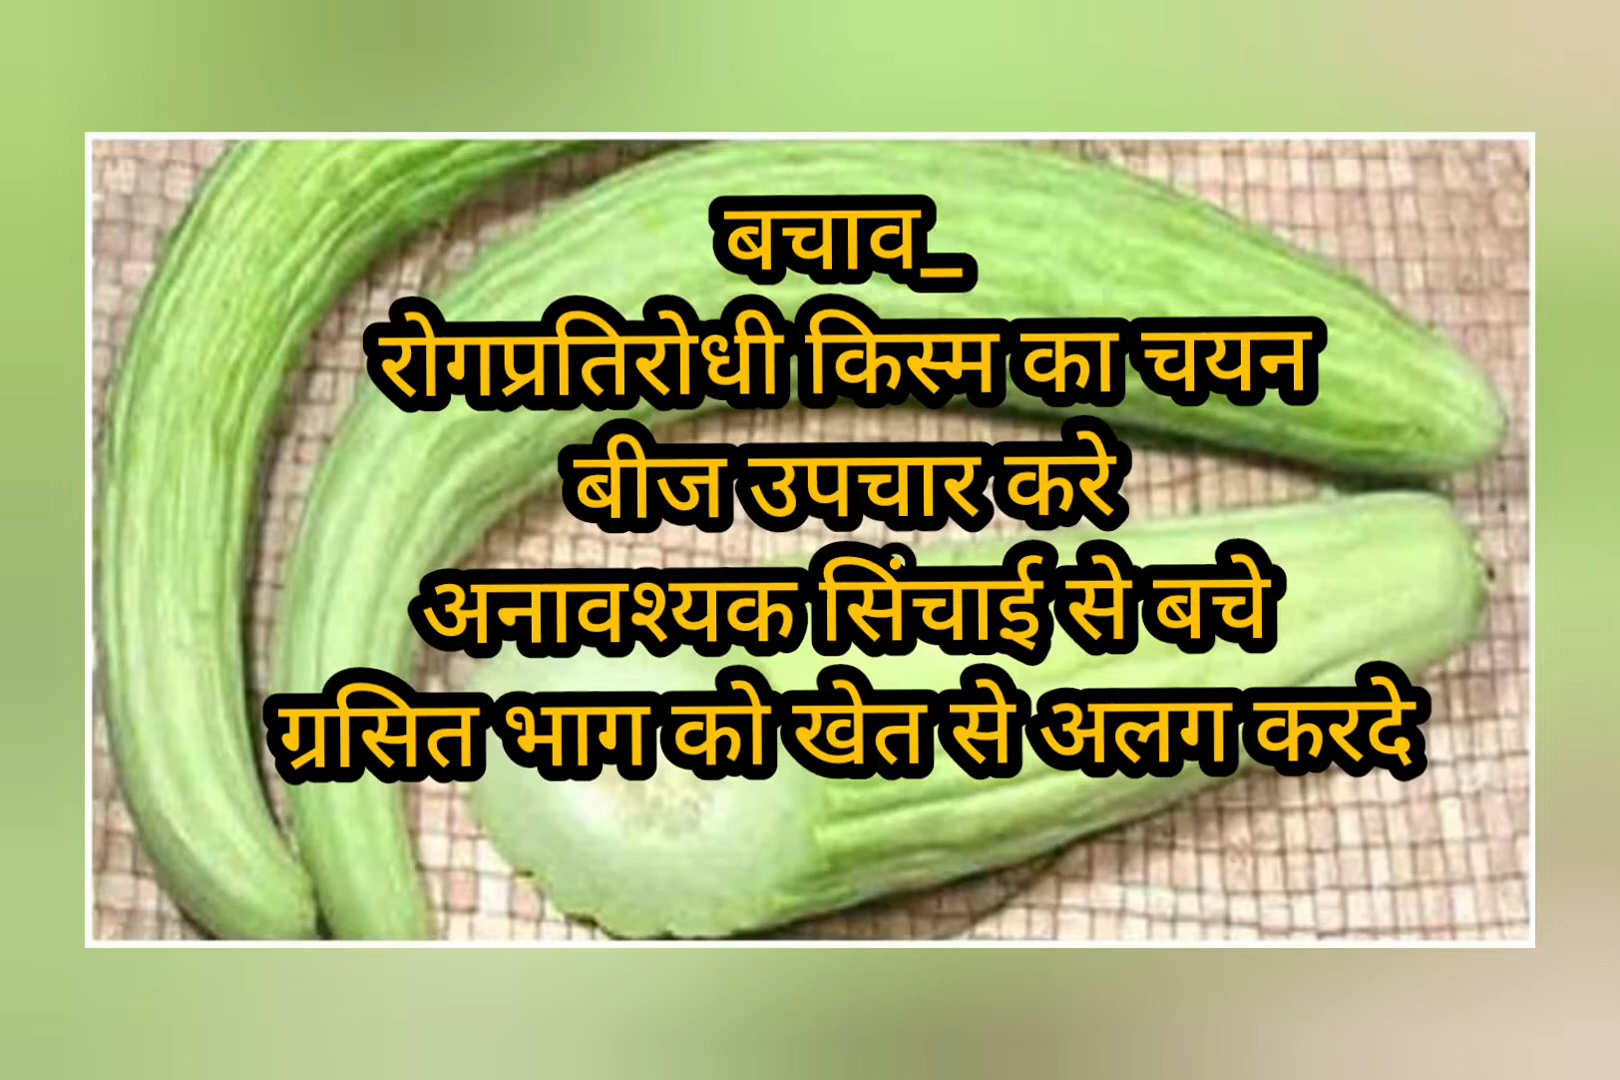 बचाव_
रोगप्रतिरोधी किस्म का चयन
बीज उपचार करे
अनावश्यक सिंचाई से बचे
ग्रसित भाग को खेत से अलग करदे